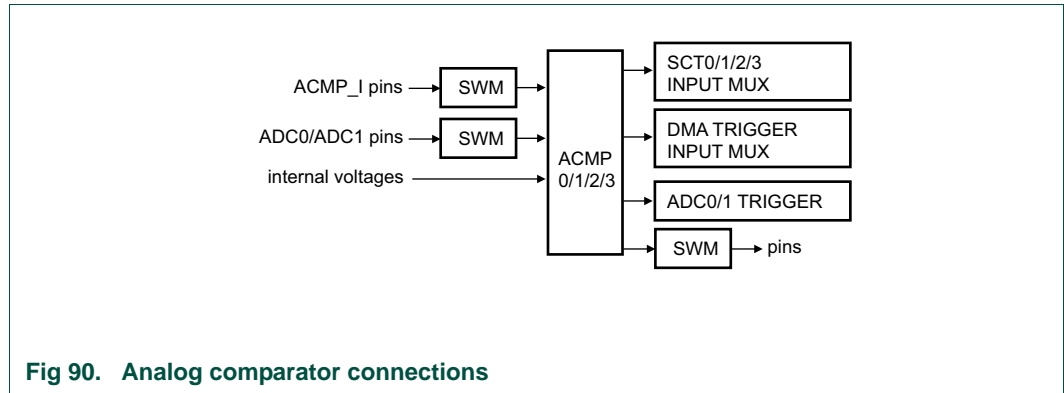 ACMP_I pins
SWM
ADC0/ADC1 pins
SWM
internal voltages
ACMP
0/1/2/3
SCT0/1/2/3
INPUT MUX
DMA TRIGGER
INPUT MUX
ADC0/1 TRIGGER
SWM
pins
Fig 90. Analog comparator connections